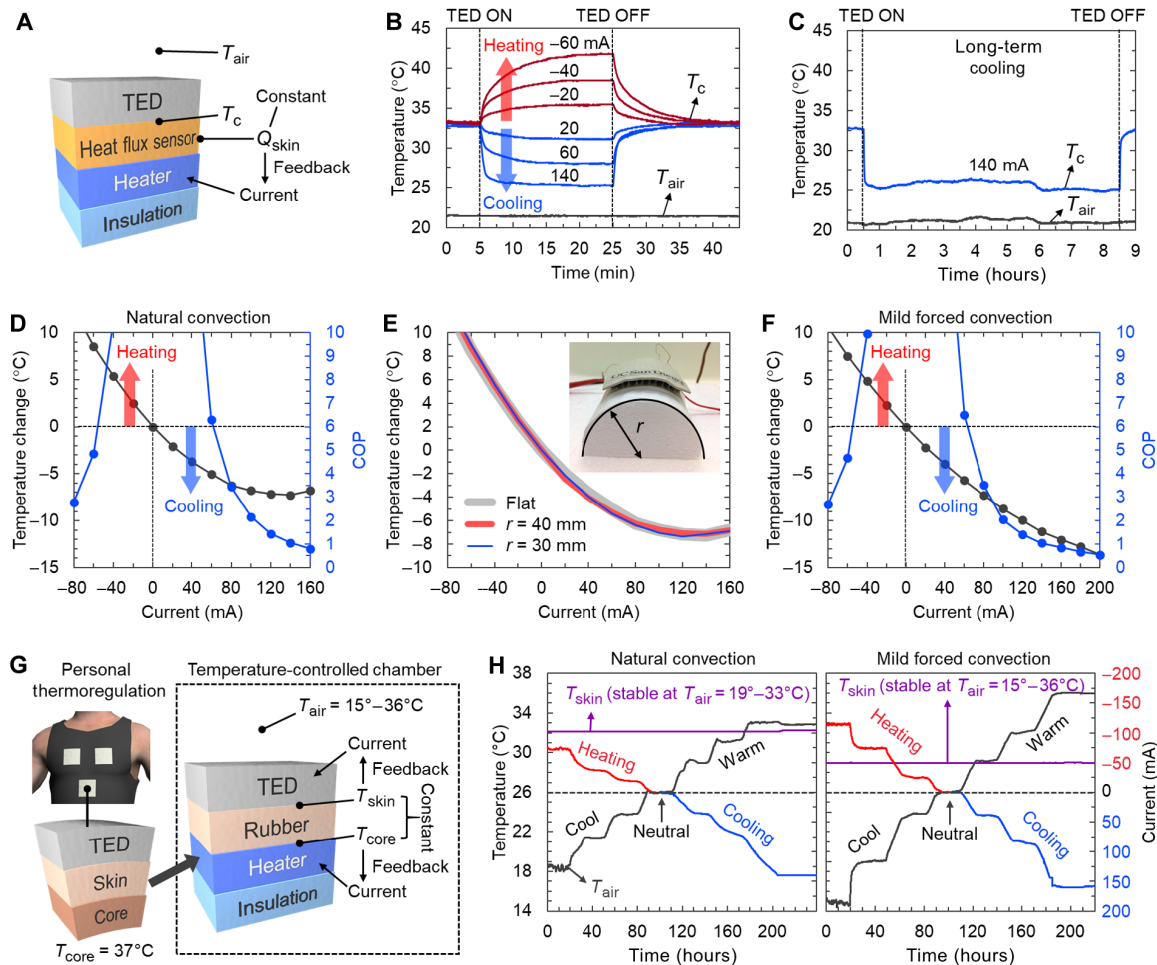 A
T_air
TED
T_c
Constant
Heat flux sensor
Q_skin
Feedback
Heater
Current
Insulation
B
TED ON
TED OFF
Temperature (°C)
45
40
35
30
25
20
Heating
−60 mA
−40
−20
20
60
140
Cooling
T_c
T_air
0 5 10 15 20 25 30 35 40
Time (min)
C
TED ON
TED OFF
Temperature (°C)
45
40
35
30
25
20
Long-term
cooling
140 mA
T_c
T_air
0 1 2 3 4 5 6 7 8 9
Time (hours)
D
Natural convection
Temperature change (°C)
10
5
0
−5
−10
−15
Heating
Cooling
10
9
8
7
6
5
4
3
2
1
0
COP
−80 −40 0 40 80 120 160
Current (mA)
E
Temperature change (°C)
10
8
6
4
2
0
−2
−4
−6
−8
−10
UC San Diego
r
Flat
r = 40 mm
r = 30 mm
−80 −40 0 40 80 120 160
Current (mA)
F
Mild forced convection
Temperature change (°C)
10
5
0
−5
−10
−15
Heating
Cooling
10
9
8
7
6
5
4
3
2
1
0
COP
−80 −40 0 40 80 120 160 200
Current (mA)
G
Personal
thermoregulation
TED
Skin
Core
T_core = 37°C
Temperature-controlled chamber
T_air = 15°–36°C
Current
Feedback
TED
T_skin
Constant
Rubber
T_core
Heater
Feedback
Current
Insulation
H
Natural convection
Temperature (°C)
38
34
30
26
22
18
14
T_skin (stable at T_air = 19°–33°C)
Heating
Warm
Cool
Neutral
Cooling
T_air
0 40 80 120 160 200 240
Time (hours)
Mild forced convection
T_skin (stable at T_air = 15°–36°C)
Heating
Warm
Cool
Neutral
Cooling
−200
−150
−100
−50
0
50
100
150
200
Current (mA)
0 40 80 120 160 200 240
Time (hours)